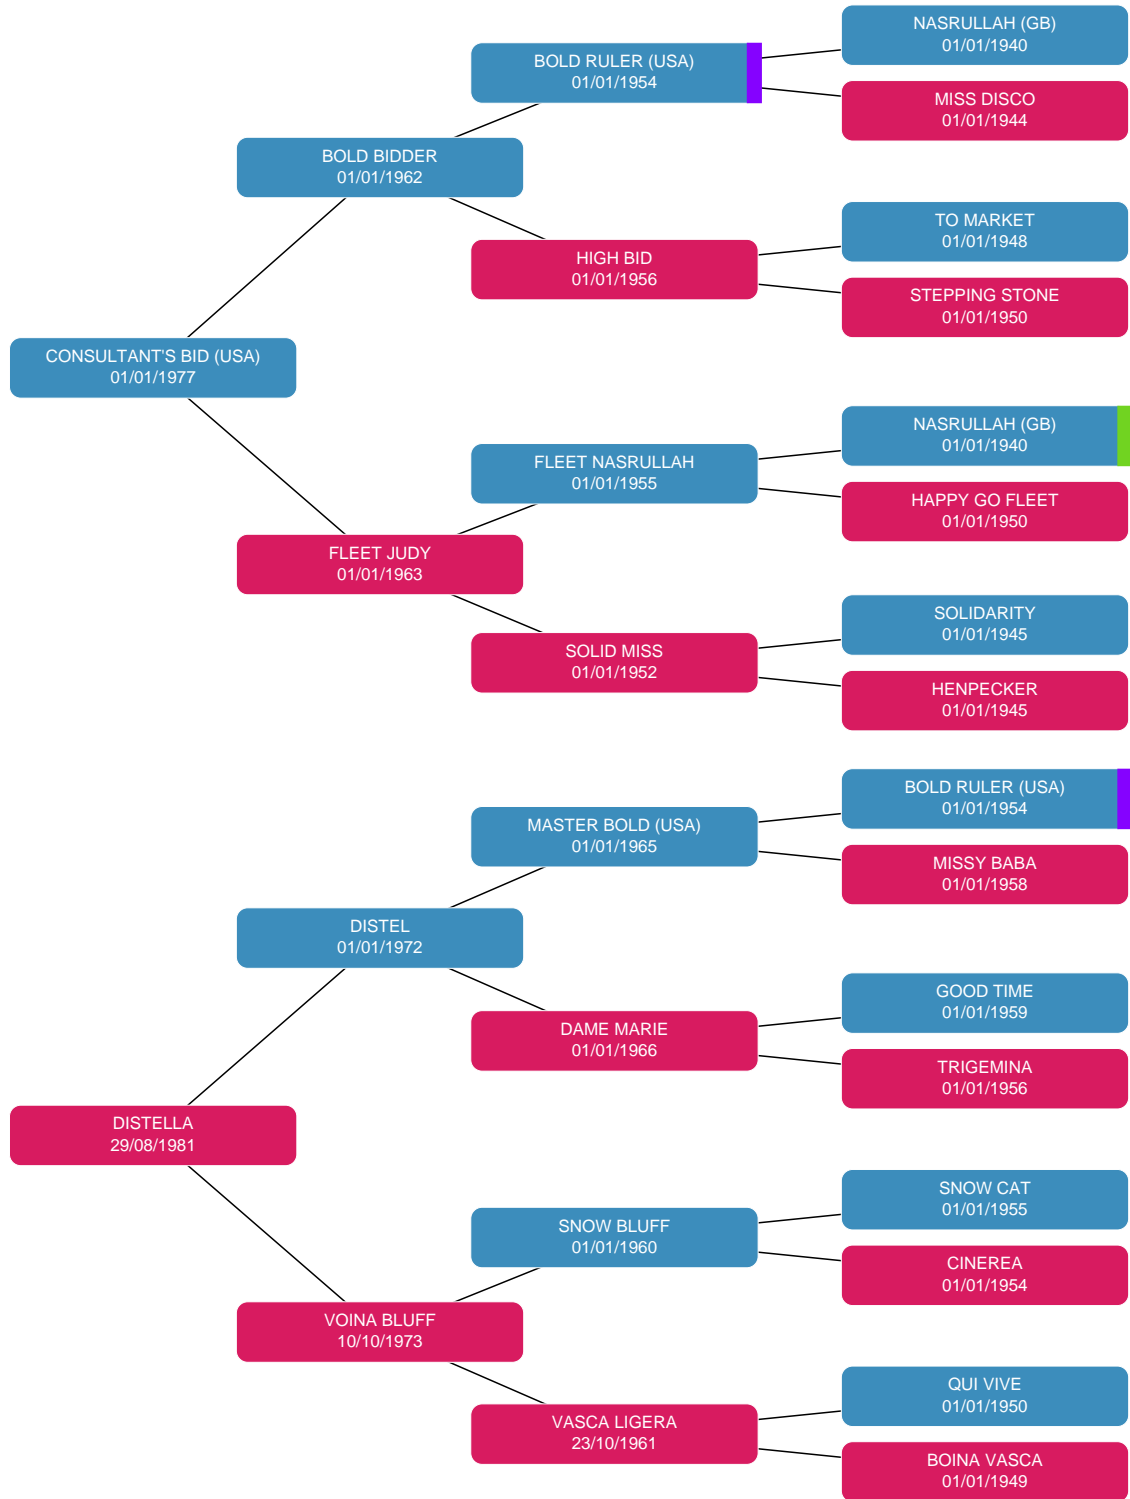 NASRULLAH (GB)
01/01/1940
BOLD RULER (USA)
01/01/1954
MISS DISCO
01/01/1944
BOLD BIDDER
01/01/1962
TO MARKET
01/01/1948
HIGH BID
01/01/1956
STEPPING STONE
01/01/1950
CONSULTANT'S BID (USA)
01/01/1977
NASRULLAH (GB)
01/01/1940
FLEET NASRULLAH
01/01/1955
HAPPY GO FLEET
01/01/1950
FLEET JUDY
01/01/1963
SOLIDARITY
01/01/1945
SOLID MISS
01/01/1952
HENPECKER
01/01/1945
BOLD RULER (USA)
01/01/1954
MASTER BOLD (USA)
01/01/1965
MISSY BABA
01/01/1958
DISTEL
01/01/1972
GOOD TIME
01/01/1959
DAME MARIE
01/01/1966
TRIGEMINA
01/01/1956
DISTELLA
29/08/1981
SNOW CAT
01/01/1955
SNOW BLUFF
01/01/1960
CINEREA
01/01/1954
VOINA BLUFF
10/10/1973
QUI VIVE
01/01/1950
VASCA LIGERA
23/10/1961
BOINA VASCA
01/01/1949